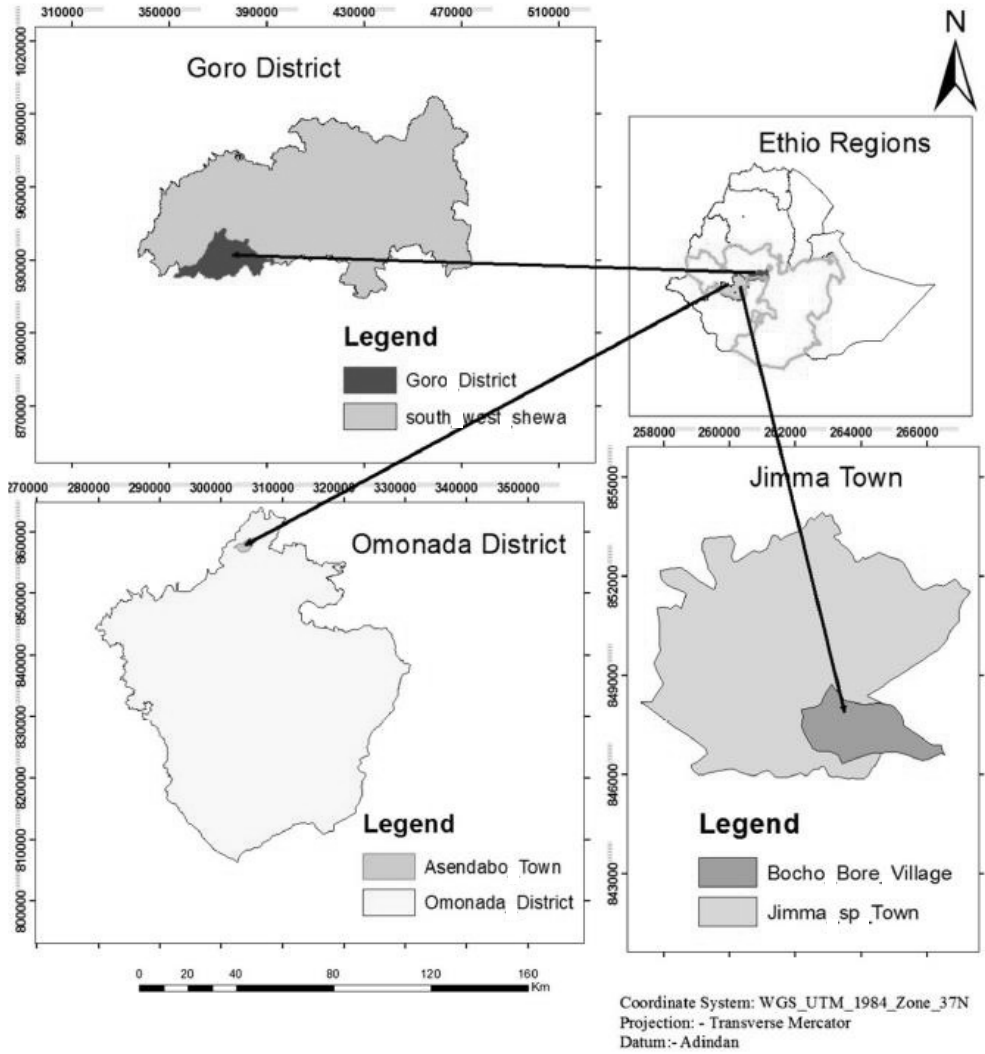 310000 350000 390000 430000 470000 510000
N
1020000
990000
960000
930000
900000
870000
Goro District
Legend
Goro District
south_west_shewa
Ethio Regions
270000 280000 290000 300000 310000 320000 330000 340000 350000
860000
850000
840000
830000
820000
810000
800000
Omonada District
Legend
Asendabo Town
Omonada District
258000 260000 262000 264000 266000
855000
852000
849000
846000
843000
Jimma Town
Legend
Bocho Bore Village
Jimma sp Town
0 20 40 80 120 160
Km
Coordinate System: WGS_UTM_1984_Zone_37N
Projection: - Transverse Mercator
Datum:- Adindan